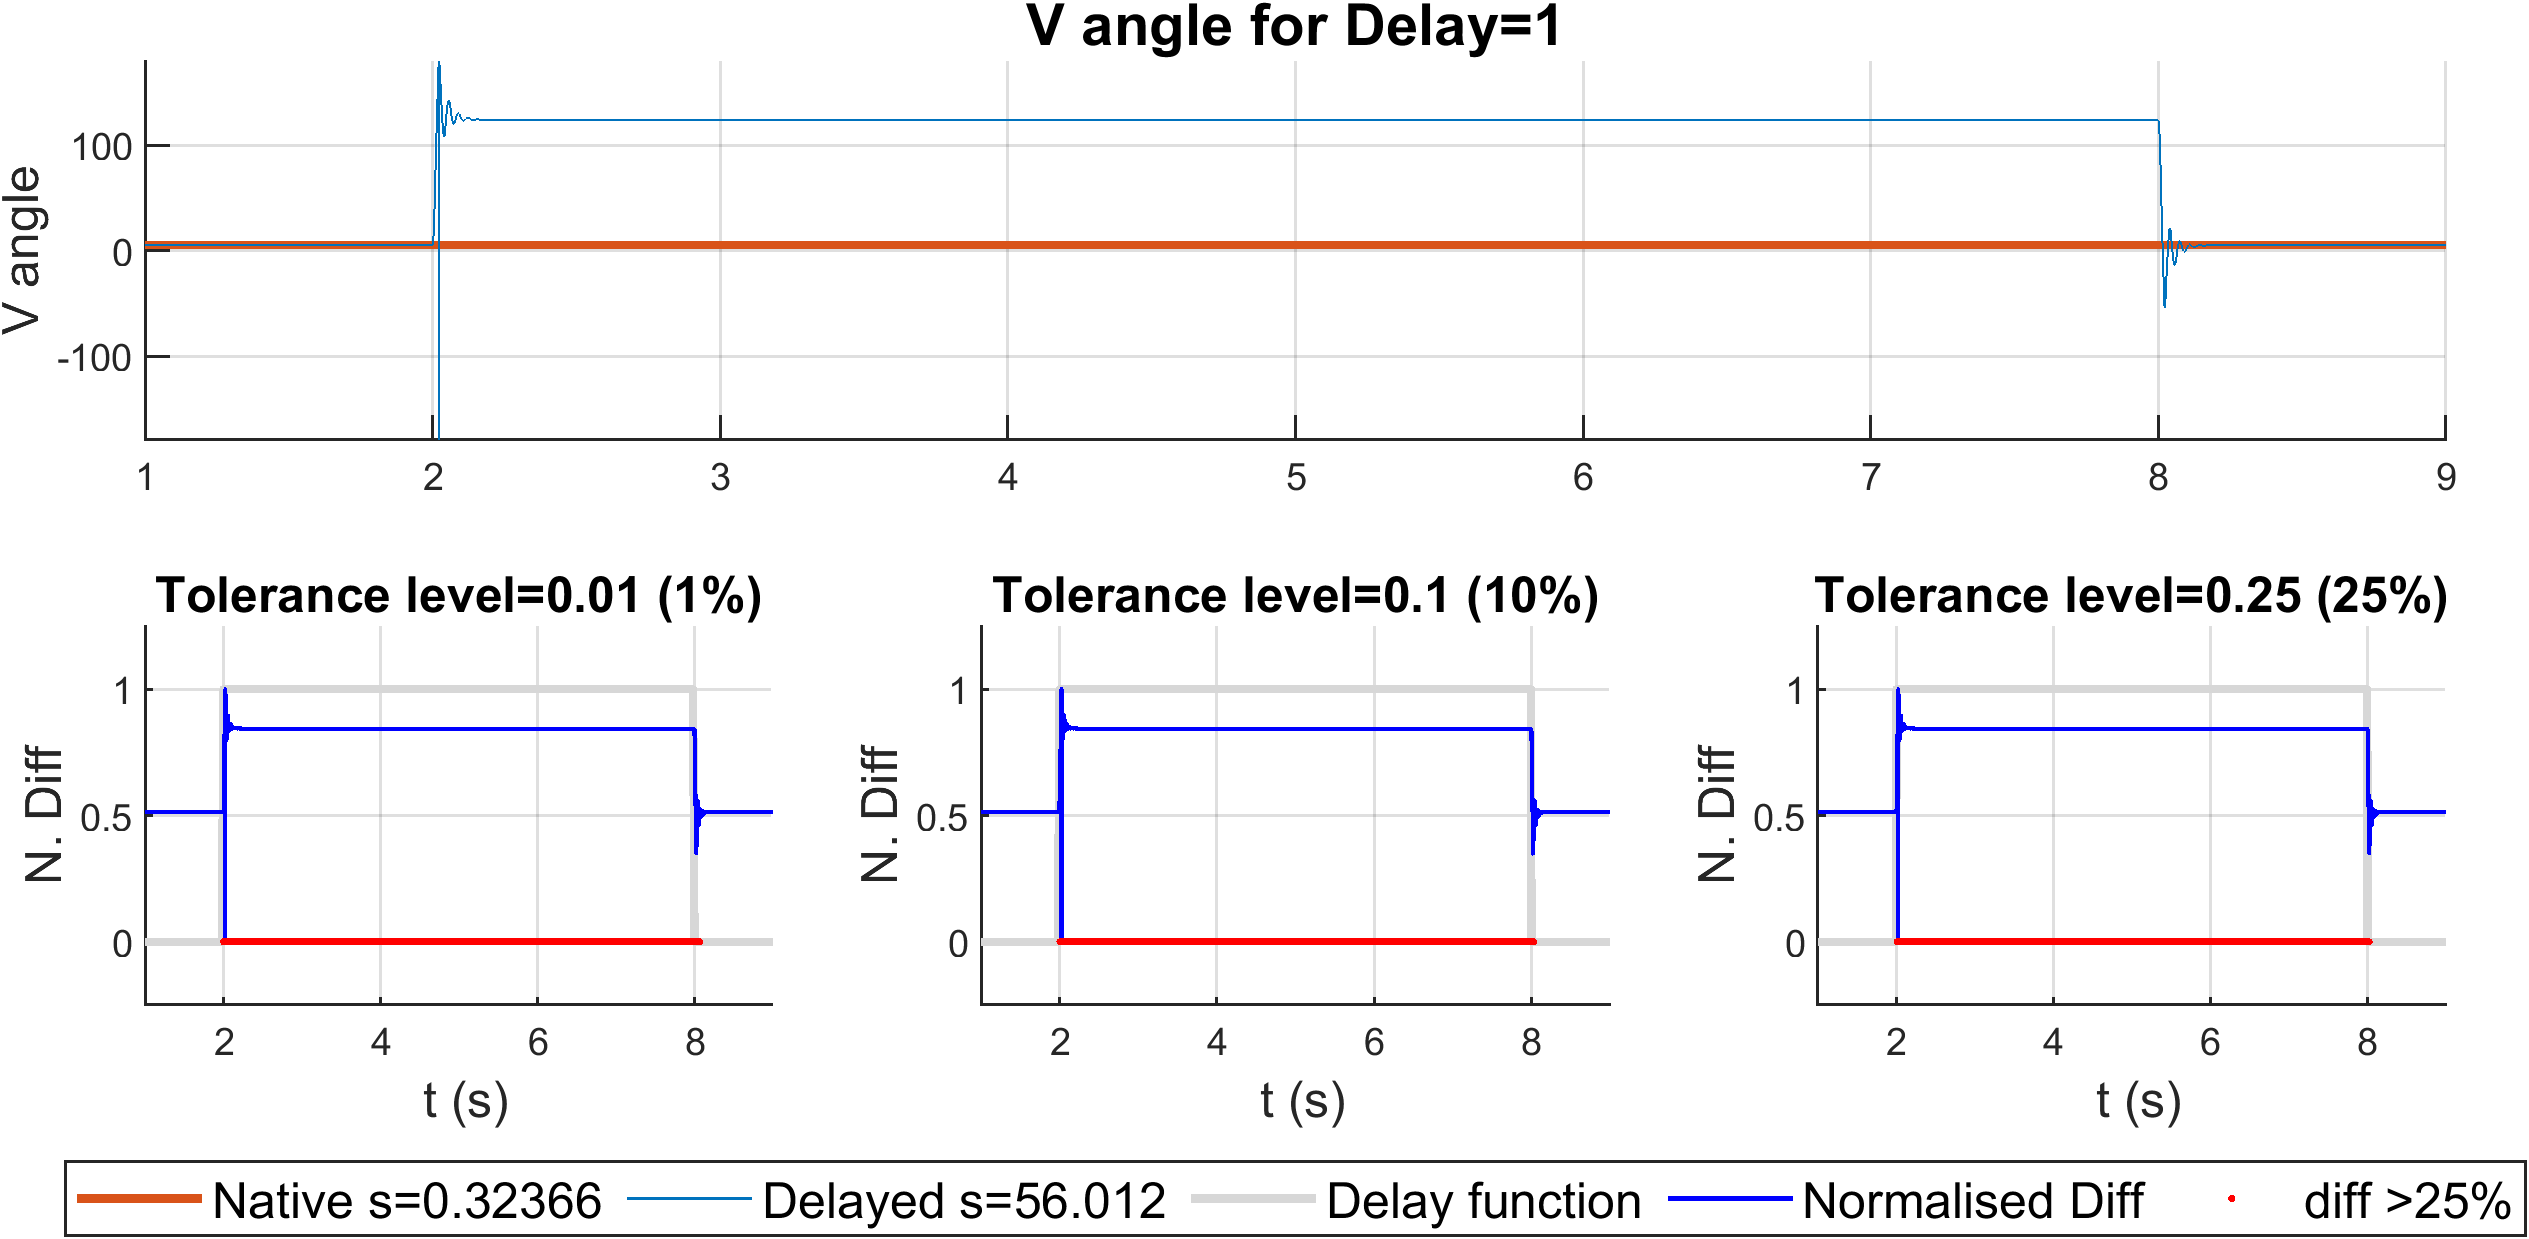 V angle for Delay=1
V angle
100
0
-100
1 2 3 4 5 6 7 8 9
Tolerance level=0.01 (1%)
N. Diff
1
0.5
0
2 4 6 8
t (s)
Tolerance level=0.1 (10%)
N. Diff
1
0.5
0
2 4 6 8
t (s)
Tolerance level=0.25 (25%)
N. Diff
1
0.5
0
2 4 6 8
t (s)
Native s=0.32366 Delayed s=56.012 Delay function Normalised Diff diff >25%